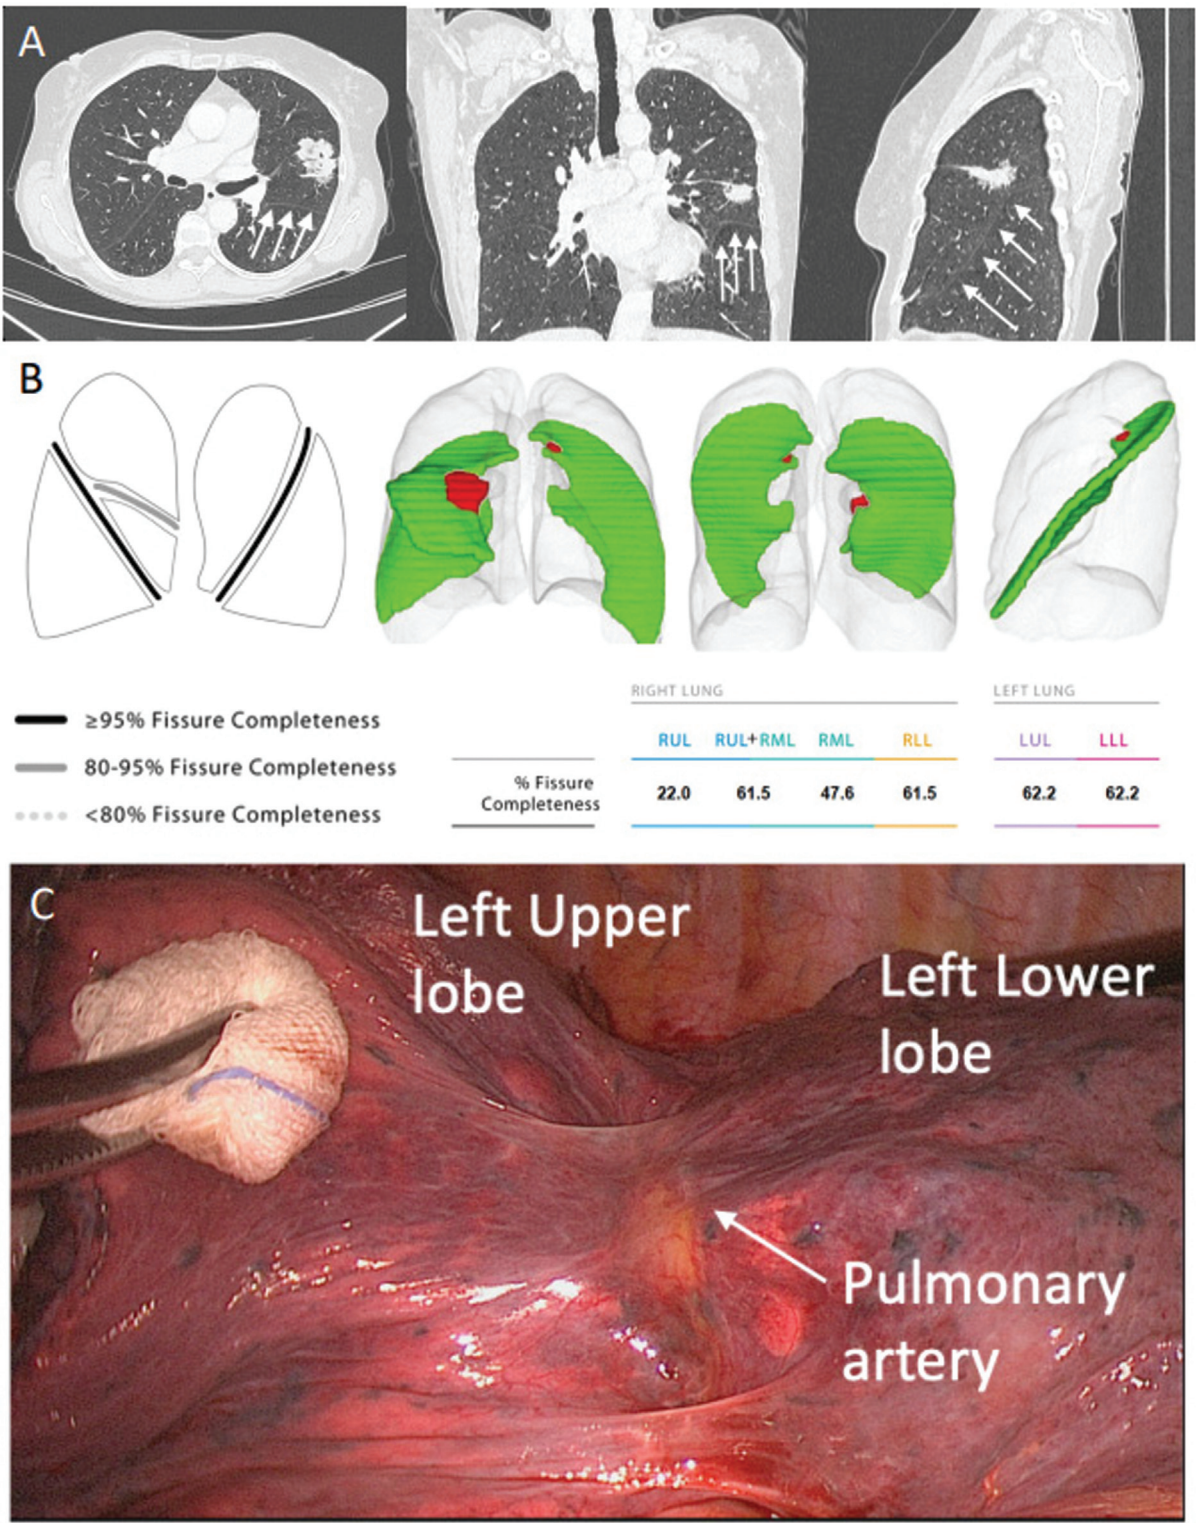 A
B
≥95% Fissure Completeness
80-95% Fissure Completeness
<80% Fissure Completeness
RIGHT LUNG
LEFT LUNG
RUL RUL+RML RML RLL LUL LLL
% Fissure
Completeness
22.0 61.5 47.6 61.5 62.2 62.2
C
Left Upper
lobe
Left Lower
lobe
Pulmonary
artery